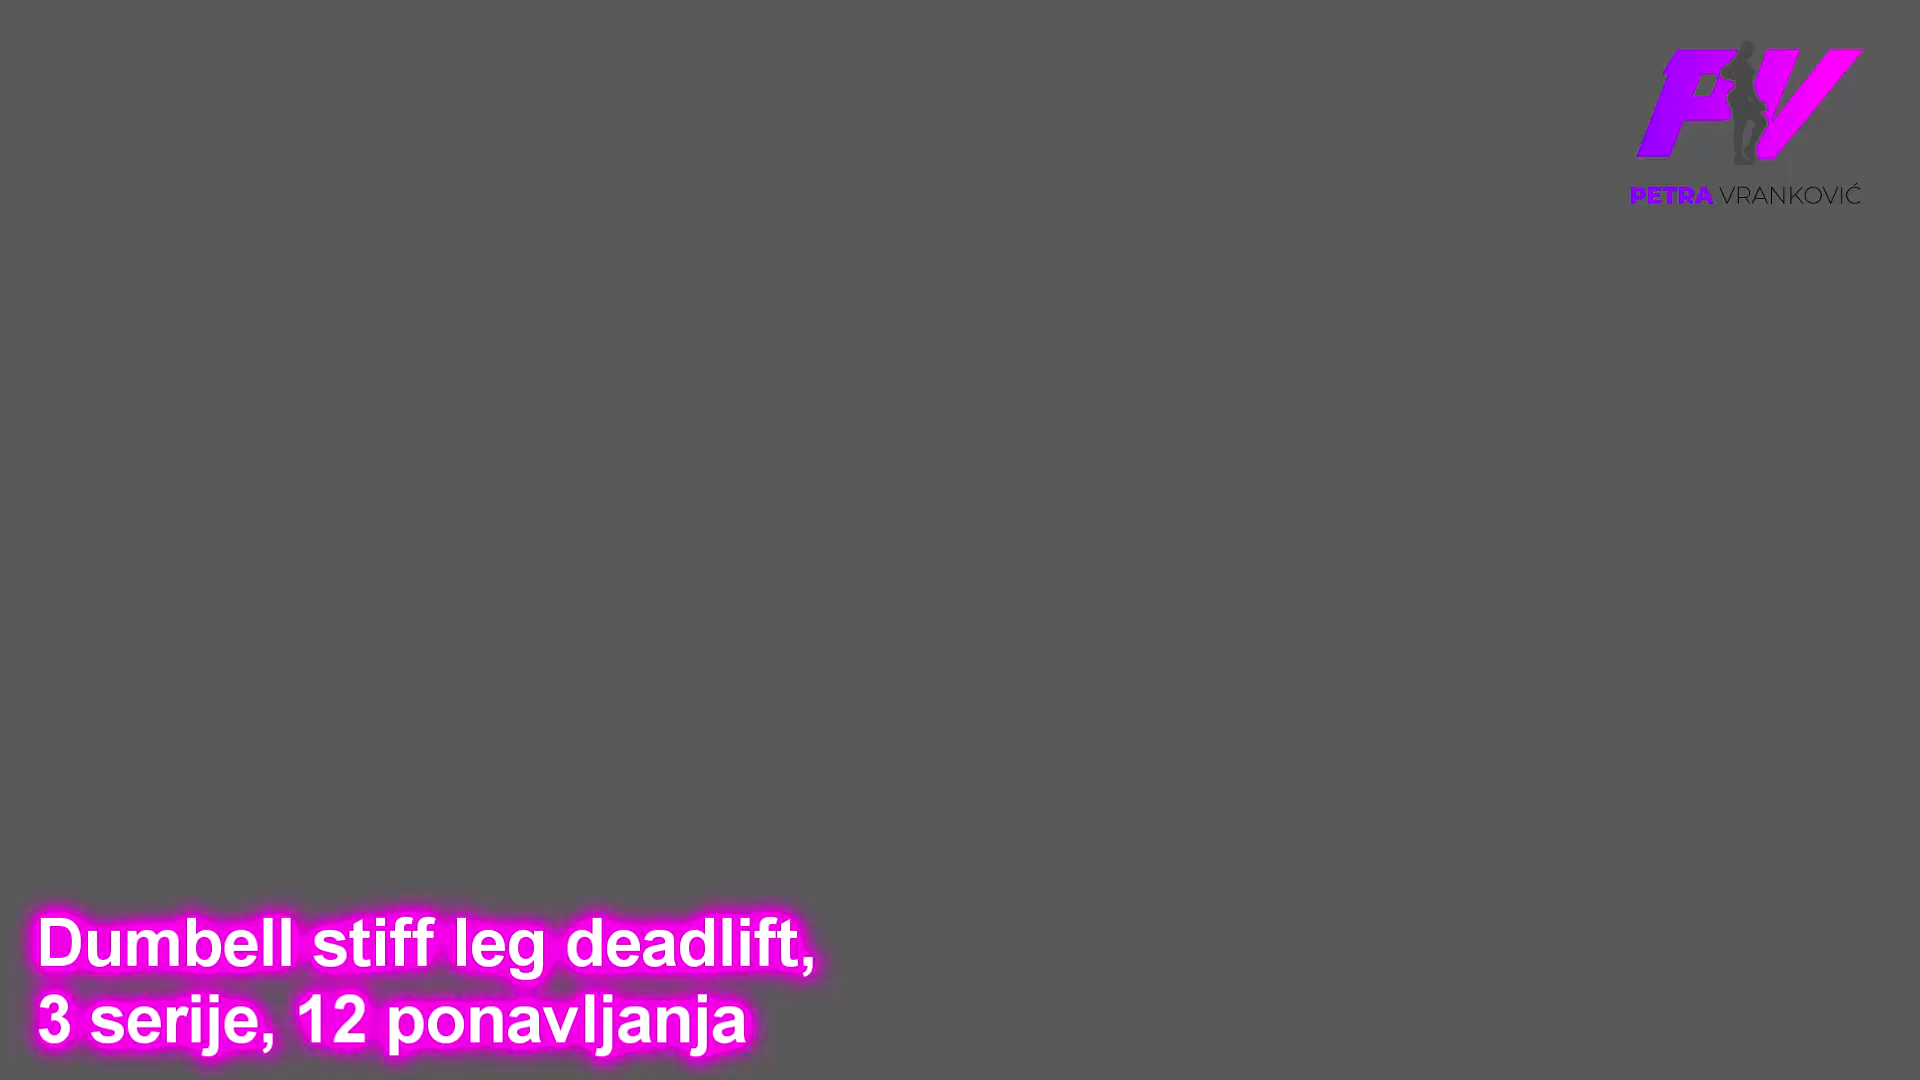 PV
PETRA VRANKOVIĆ
Dumbell stiff leg deadlift,
3 serije, 12 ponavljanja